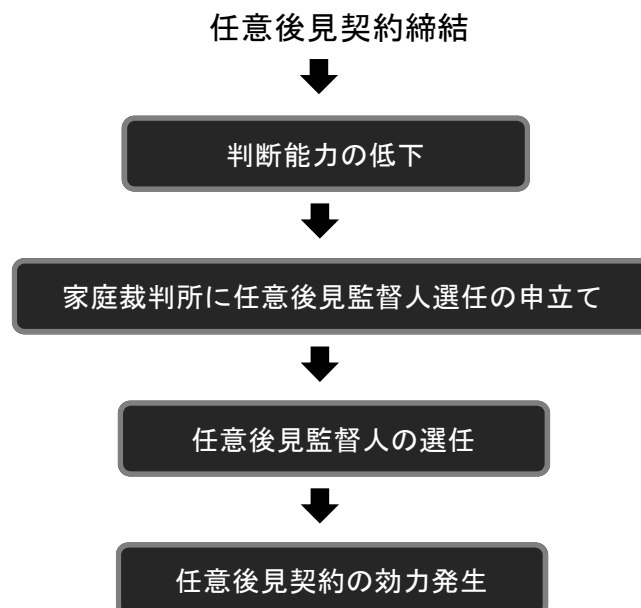 任意後見契約締結
判断能力の低下
家庭裁判所に任意後見監督人選任の申立て
任意後見監督人の選任
任意後見契約の効力発生